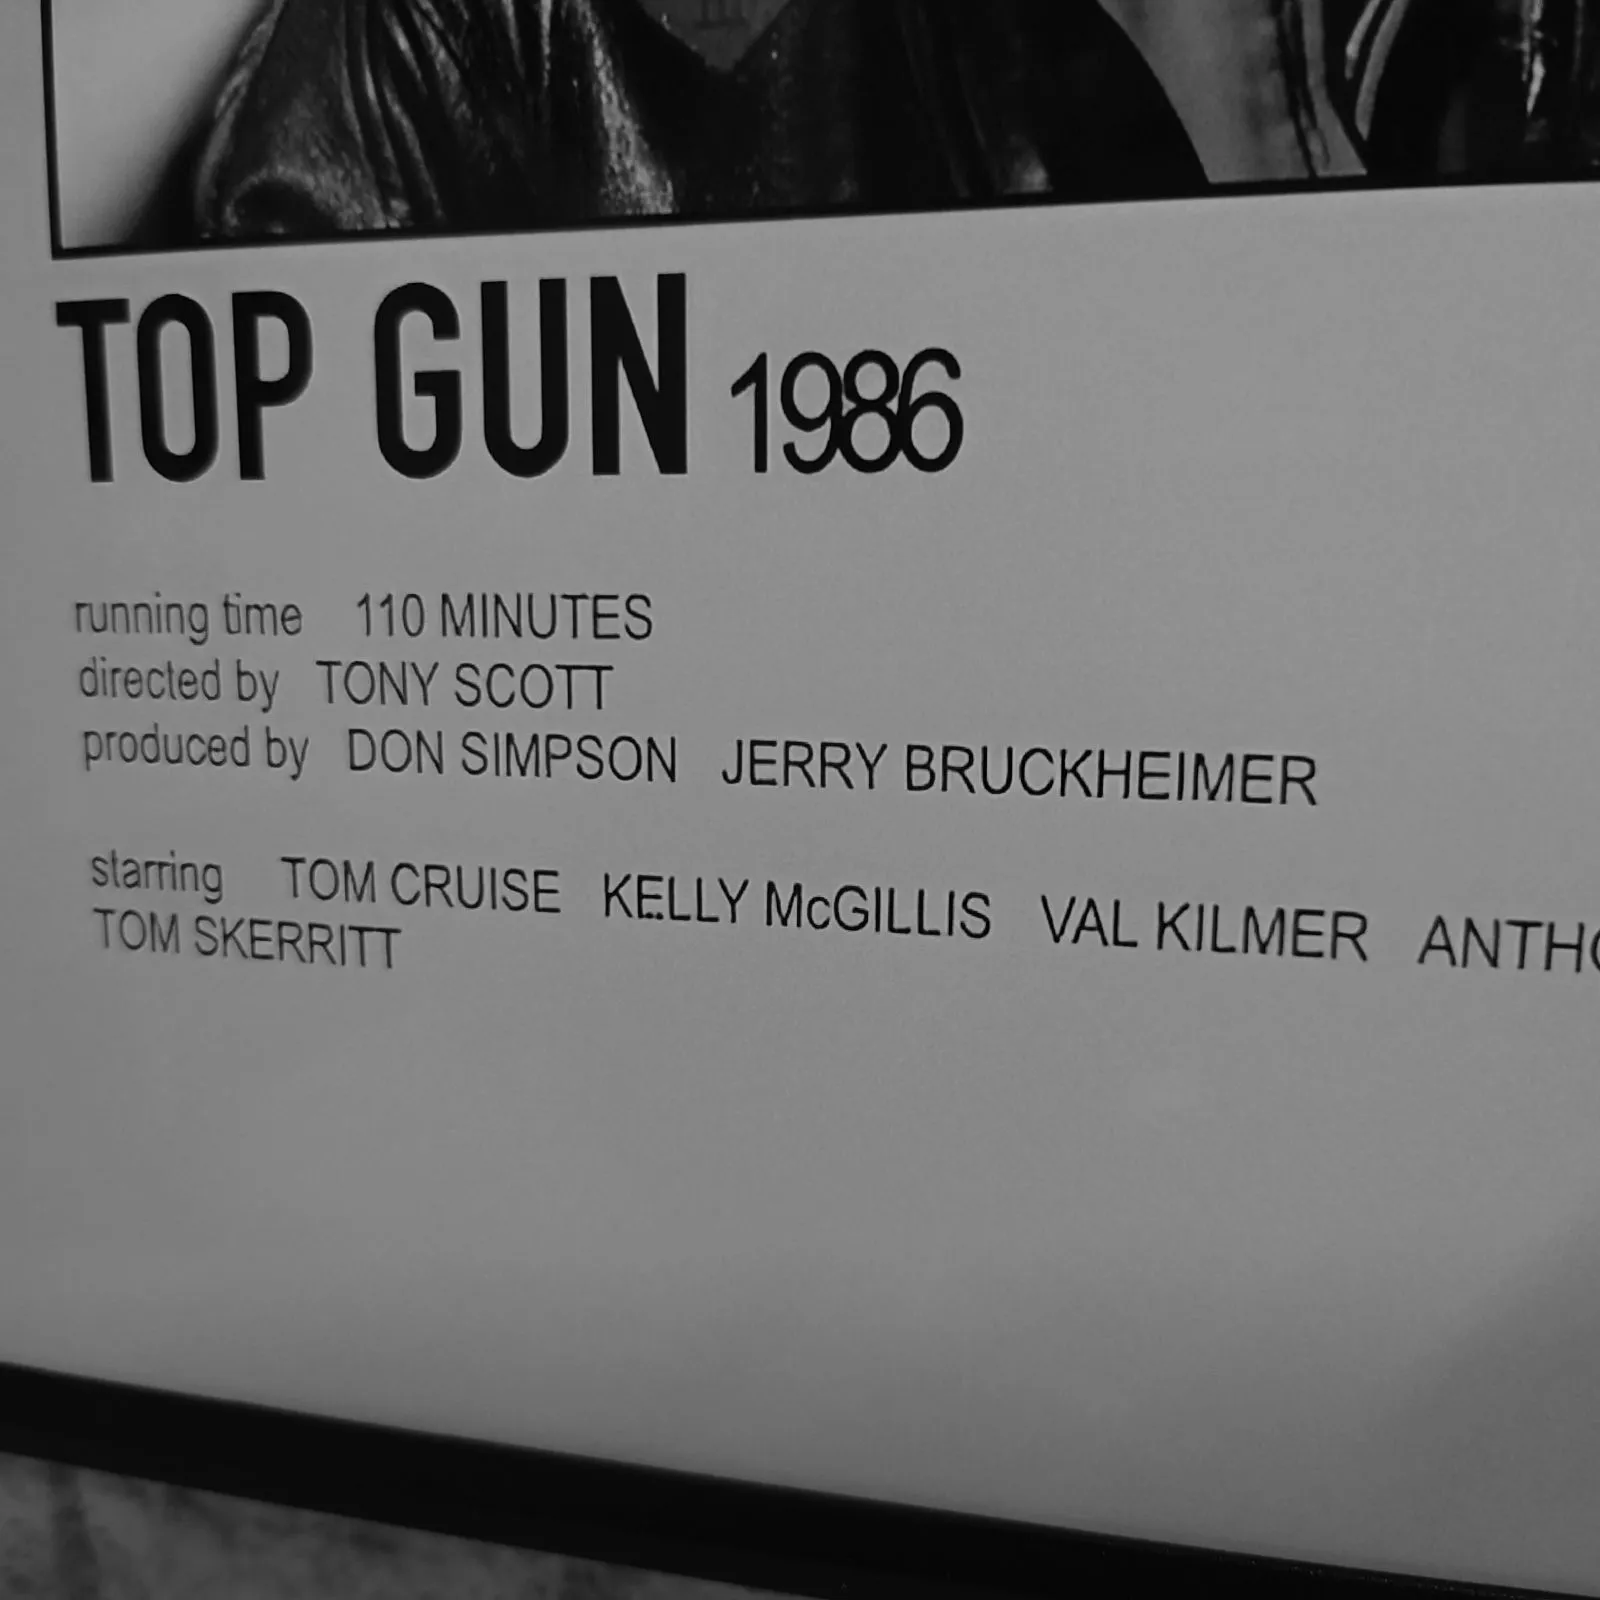 TOP GUN 1986
running time 110 MINUTES
directed by TONY SCOTT
produced by DON SIMPSON JERRY BRUCKHEIMER
starring TOM CRUISE KELLY McGILLIS VAL KILMER
TOM SKERRITT